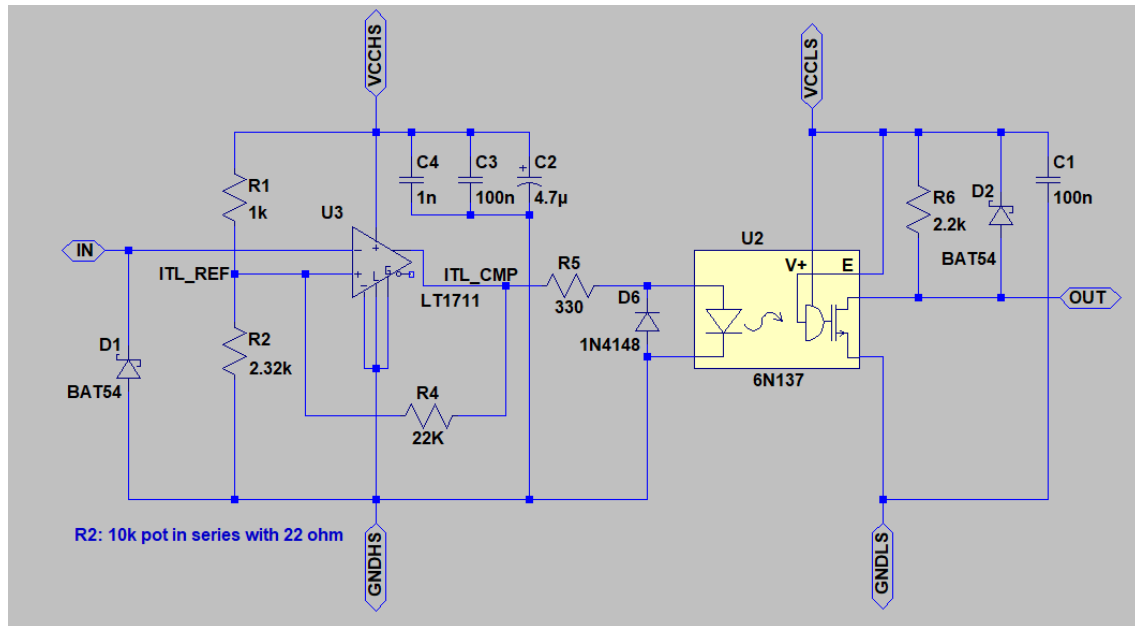 VCCHS
VCCLS
R1
1k
C4
1n
C3
100n
+
C2
4.7µ
U3
R6
2.2k
D2
BAT54
C1
100n
IN
ITL_REF
−
+
+
−
L
G
LT1711
ITL_CMP
R5
330
D6
1N4148
U2
V+
E
6N137
OUT
D1
BAT54
R2
2.32k
R4
22K
R2: 10k pot in series with 22 ohm
GNDHS
GNDLS